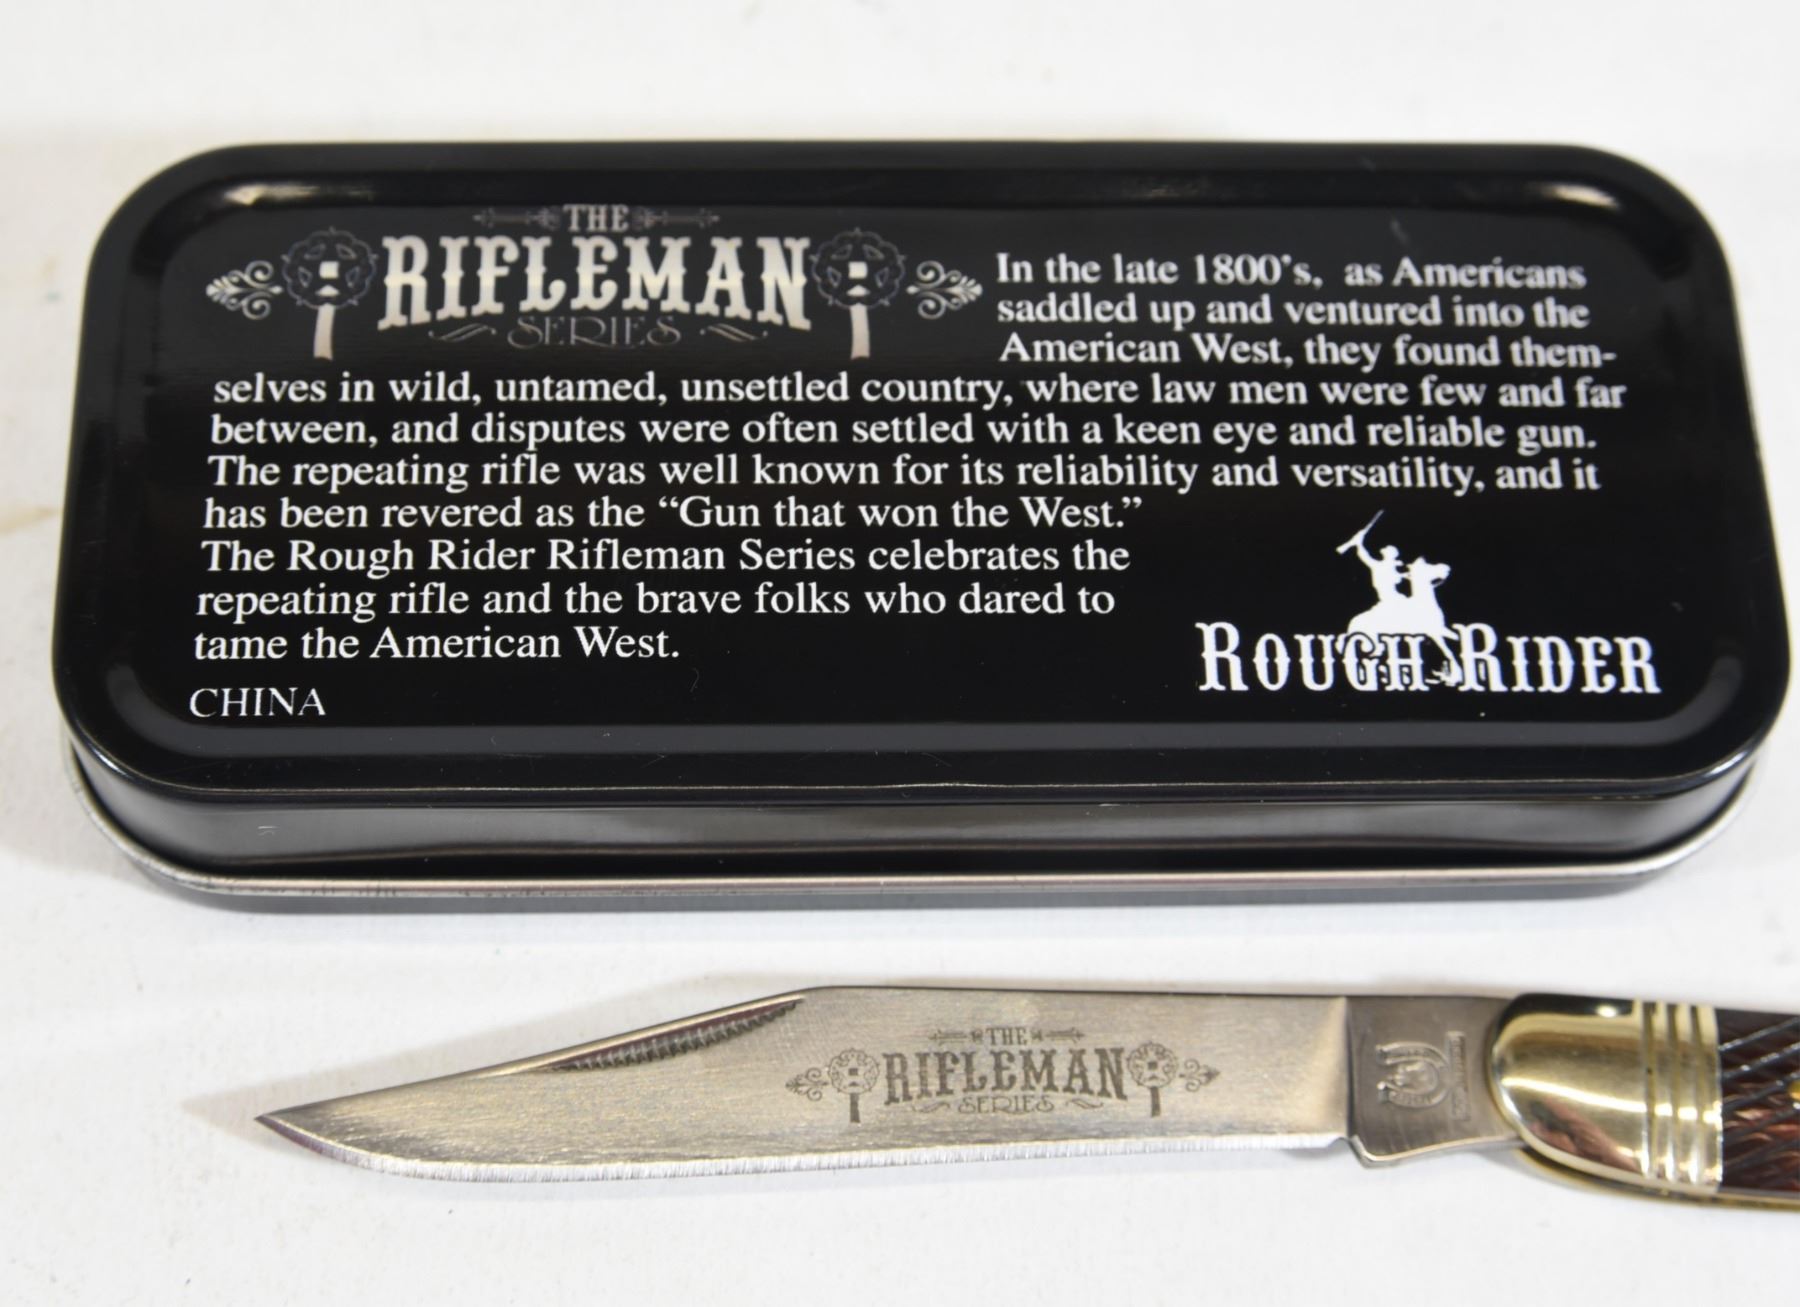 THE
RIFLEMAN
SERIES
In the late 1800's, as Americans
saddled up and ventured into the
American West, they found them-
selves in wild, untamed, unsettled country, where law men were few and far
between, and disputes were often settled with a keen eye and reliable gun.
The repeating rifle was well known for its reliability and versatility, and it
has been revered as the “Gun that won the West.”
The Rough Rider Rifleman Series celebrates the
repeating rifle and the brave folks who dared to
tame the American West.
CHINA
ROUGH RIDER
THE
RIFLEMAN
SERIES